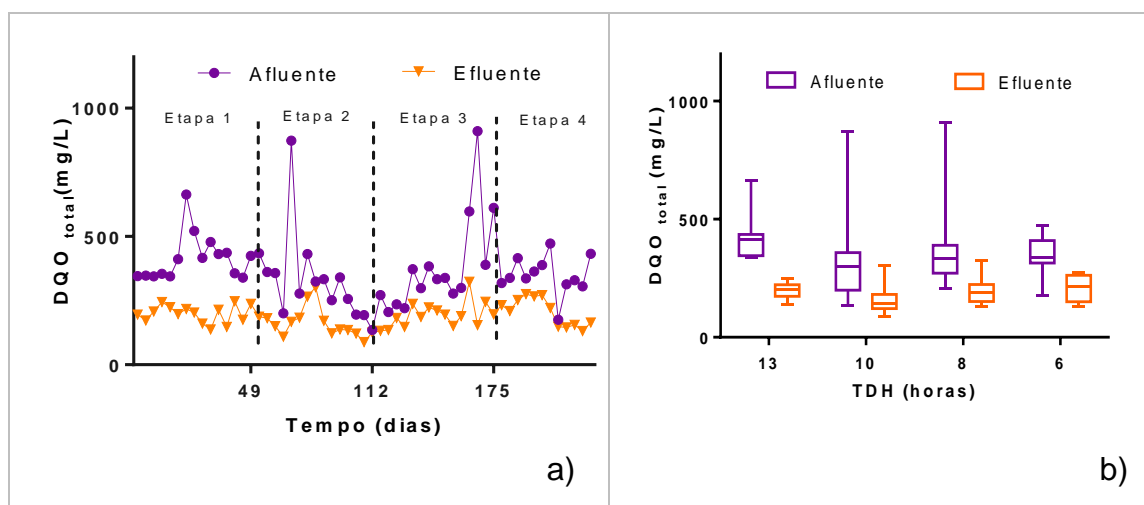 Afluente Efluente
1000
Etapa 1 Etapa 2 Etapa 3 Etapa 4
DQO total (mg/L)
500
0
49 112 175
Tempo (dias)
a)
Afluente Efluente
1000
DQO total (mg/L)
500
0
13 10 8 6
TDH (horas)
b)